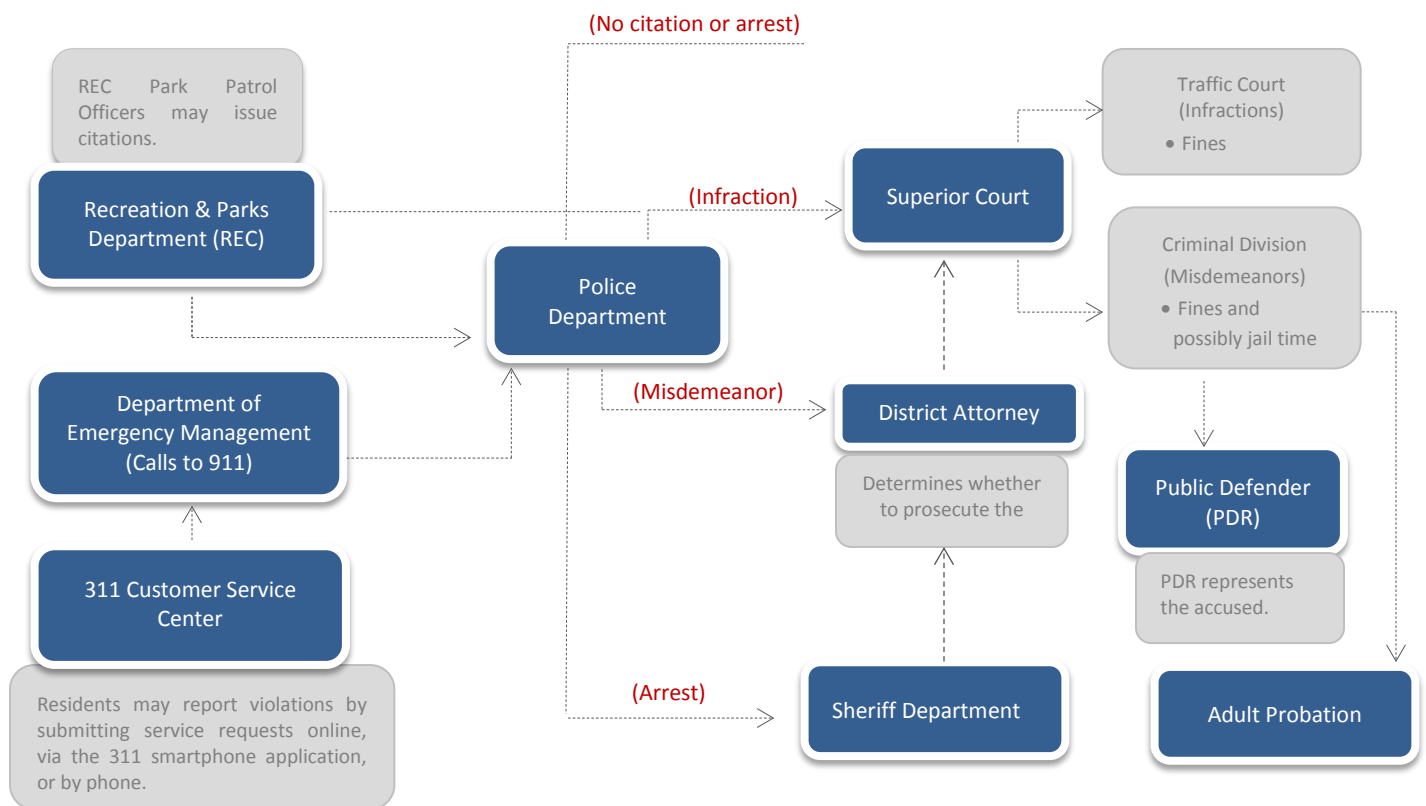 (No citation or arrest)
REC Park Patrol
Officers may issue
citations.
Recreation & Parks
Department (REC)
Department of
Emergency Management
(Calls to 911)
311 Customer Service
Center
Residents may report violations by
submitting service requests online,
via the 311 smartphone application,
or by phone.
Police
Department
(Infraction)
(Misdemeanor)
(Arrest)
Superior Court
District Attorney
Determines whether
to prosecute the
Sheriff Department
Traffic Court
(Infractions)
• Fines
Criminal Division
(Misdemeanors)
• Fines and
possibly jail time
Public Defender
(PDR)
PDR represents
the accused.
Adult Probation